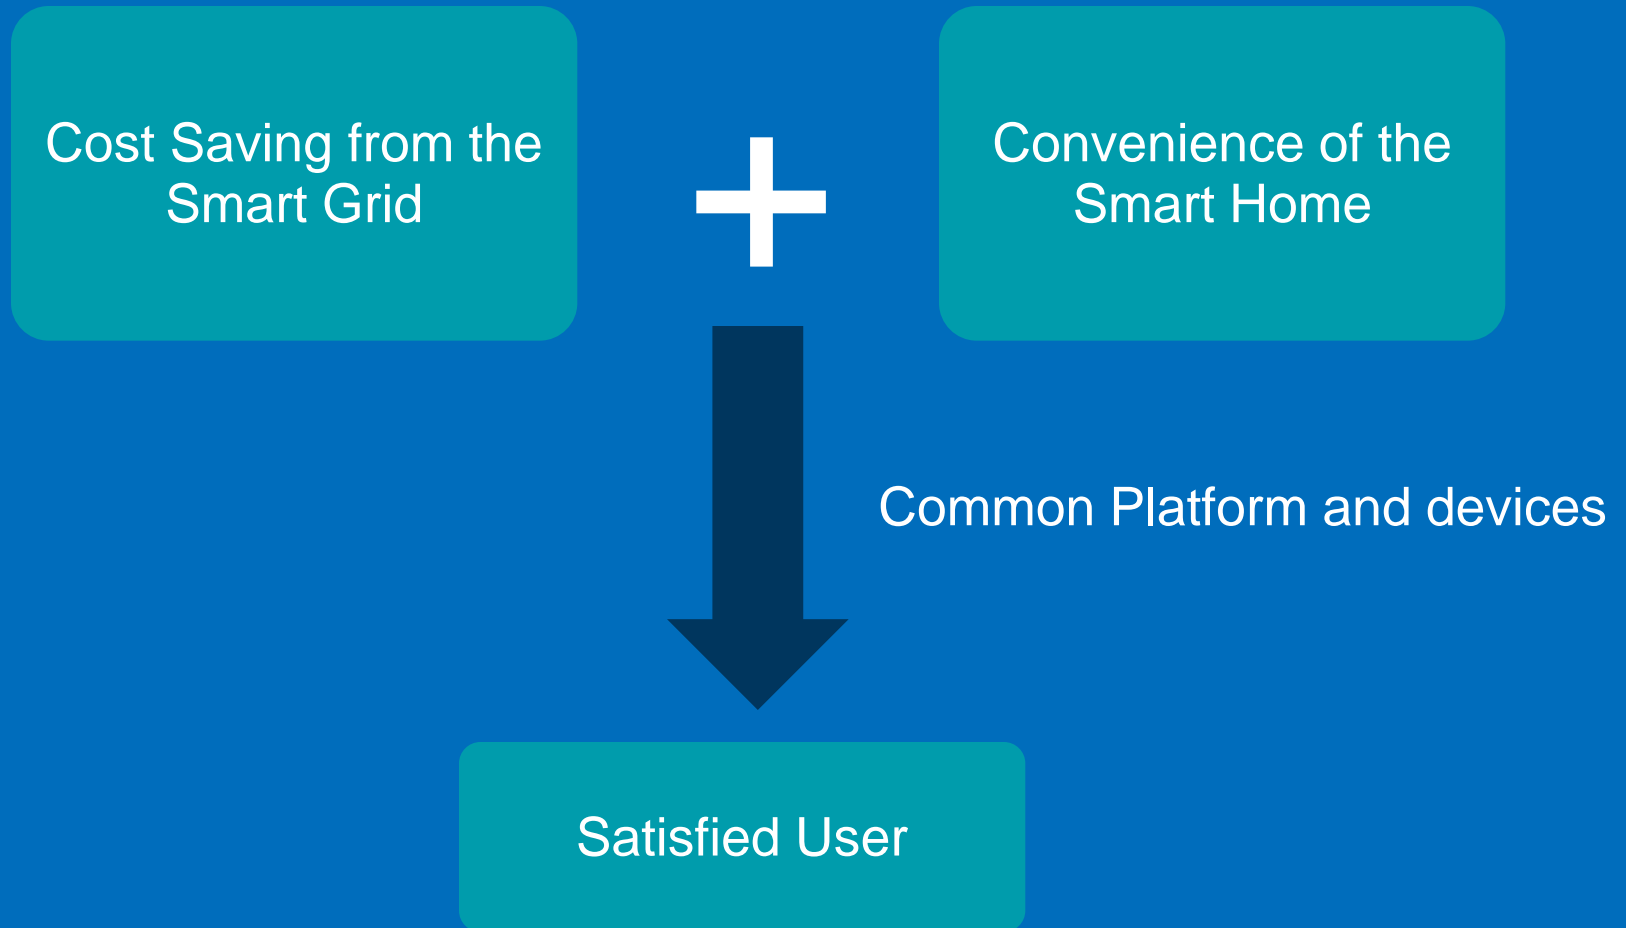 Cost Saving from the
Smart Grid
+
Convenience of the
Smart Home
Common Platform and devices
Satisfied User